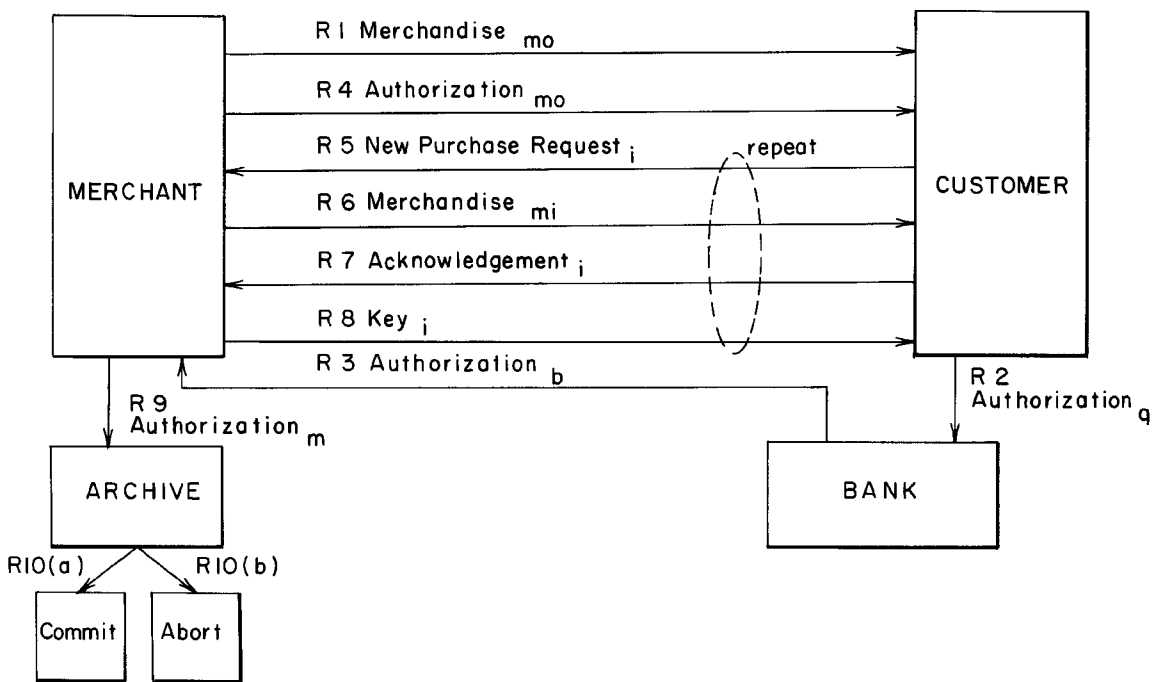 R1 Merchandise mo
R4 Authorization mo
R5 New Purchase Request i
repeat
MERCHANT
CUSTOMER
R6 Merchandise mi
R7 Acknowledgement i
R8 Key i
R3 Authorization b
R2
Authorization q
R9
Authorization m
ARCHIVE
BANK
R10(a)
R10(b)
Commit
Abort